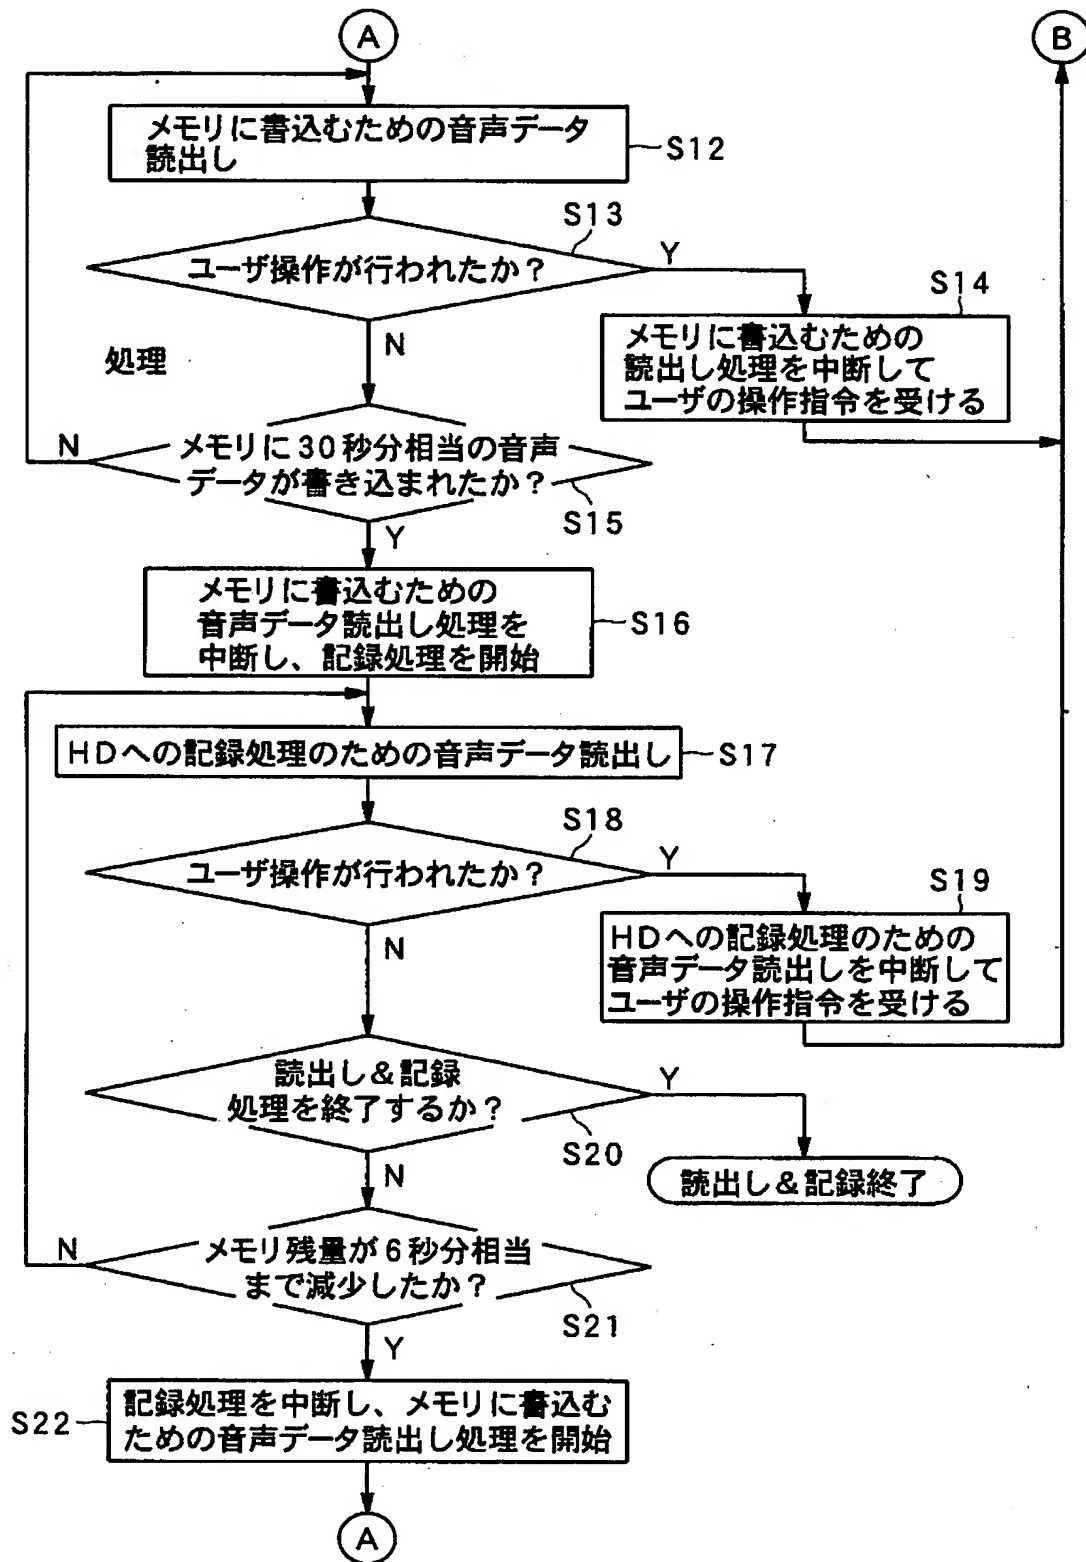 A
B
メモリに書込むための音声データ
読出し
S12
S13
ユーザ操作が行われたか?
Y
N
S14
メモリに書込むための
読出し処理を中断して
ユーザの操作指令を受ける
処理
N
メモリに30秒分相当の音声
データが書き込まれたか?
S15
Y
メモリに書込むための
音声データ読出し処理を
中断し、記録処理を開始
S16
HDへの記録処理のための音声データ読出し
S17
S18
ユーザ操作が行われたか?
Y
N
S19
HDへの記録処理のための
音声データ読出しを中断して
ユーザの操作指令を受ける
読出し&記録
処理を終了するか?
Y
S20
N
読出し&記録終了
N
メモリ残量が6秒分相当
まで減少したか?
S21
Y
S22
記録処理を中断し、メモリに書込む
ための音声データ読出し処理を開始
A